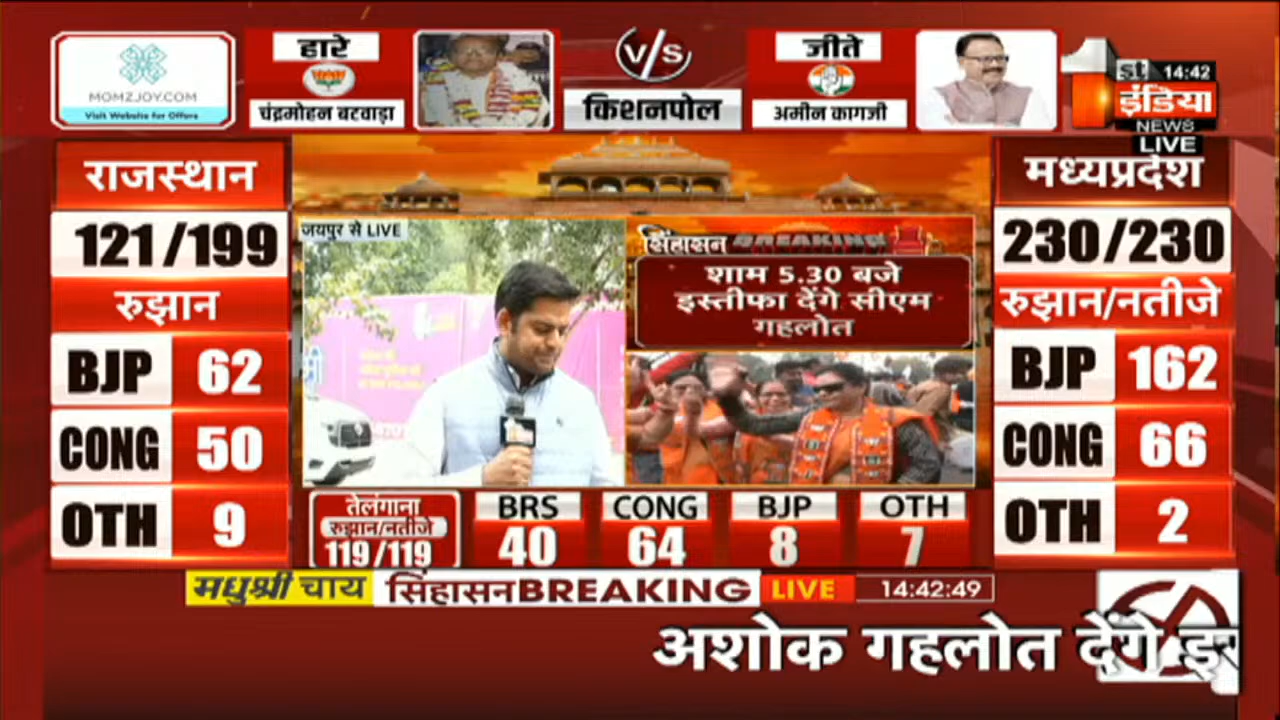 MOMZJOY.COM
Visit Website for Offers
हारे
चंद्रमोहन बटवाड़ा
V/S
किशनपोल
जीते
अमीन कागजी
1st
इंडिया
NEWS
14:42
LIVE
राजस्थान
121/199
रुझान
BJP 62
CONG 50
OTH 9
जयपुर से LIVE
सिंहासन BREAKING
शाम 5.30 बजे
इस्तीफा देंगे सीएम
गहलोत
मध्यप्रदेश
230/230
रुझान/नतीजे
BJP 162
CONG 66
OTH 2
तेलंगाना
रुझान/नतीजे
119/119
BRS CONG BJP OTH
40 64 8 7
मधुश्री चाय सिंहासन BREAKING LIVE 14:42:49
अशोक गहलोत देंगे